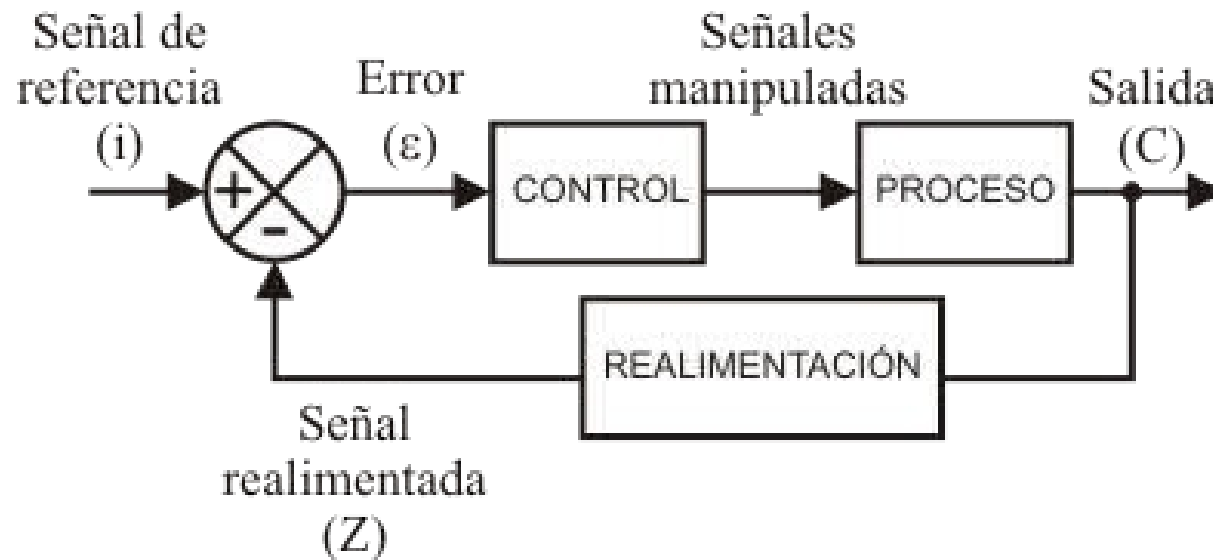 Señal de
referencia
(i)
Error
(ε)
Señales
manipuladas
Salida
(C)
+
-
CONTROL
PROCESO
REALIMENTACIÓN
Señal
realimentada
(Z)